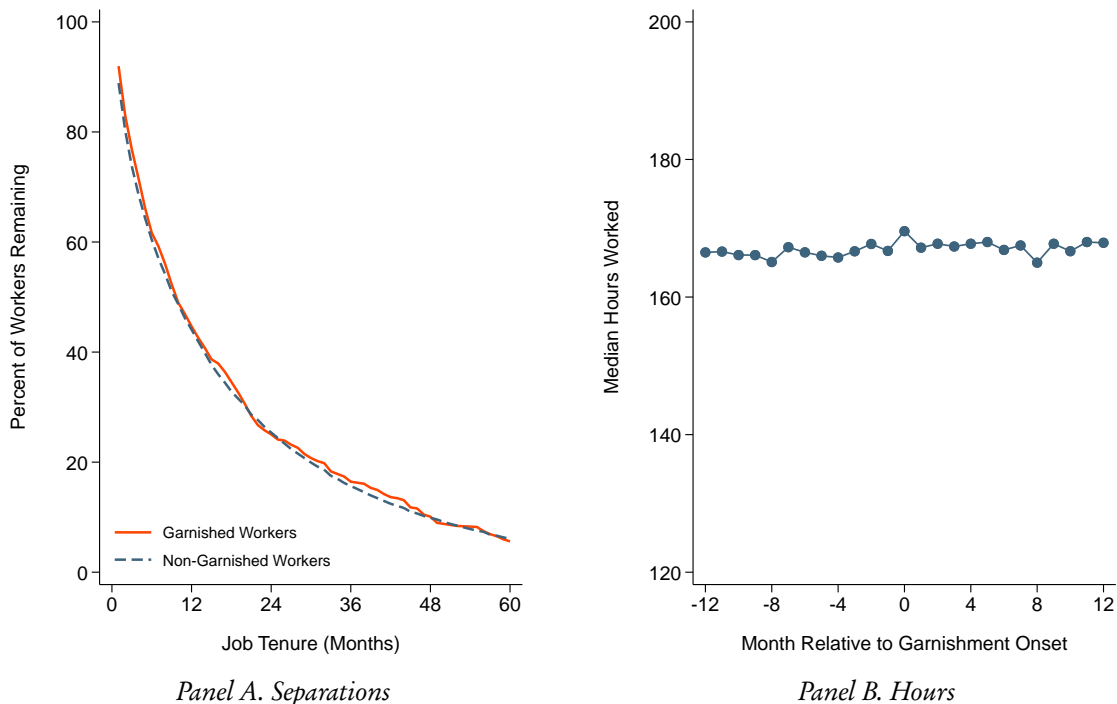 Percent of Workers Remaining
100
80
60
40
20
0
Garnished Workers
Non-Garnished Workers
0 12 24 36 48 60
Job Tenure (Months)
Panel A. Separations
Median Hours Worked
200
180
160
140
120
-12 -8 -4 0 4 8 12
Month Relative to Garnishment Onset
Panel B. Hours